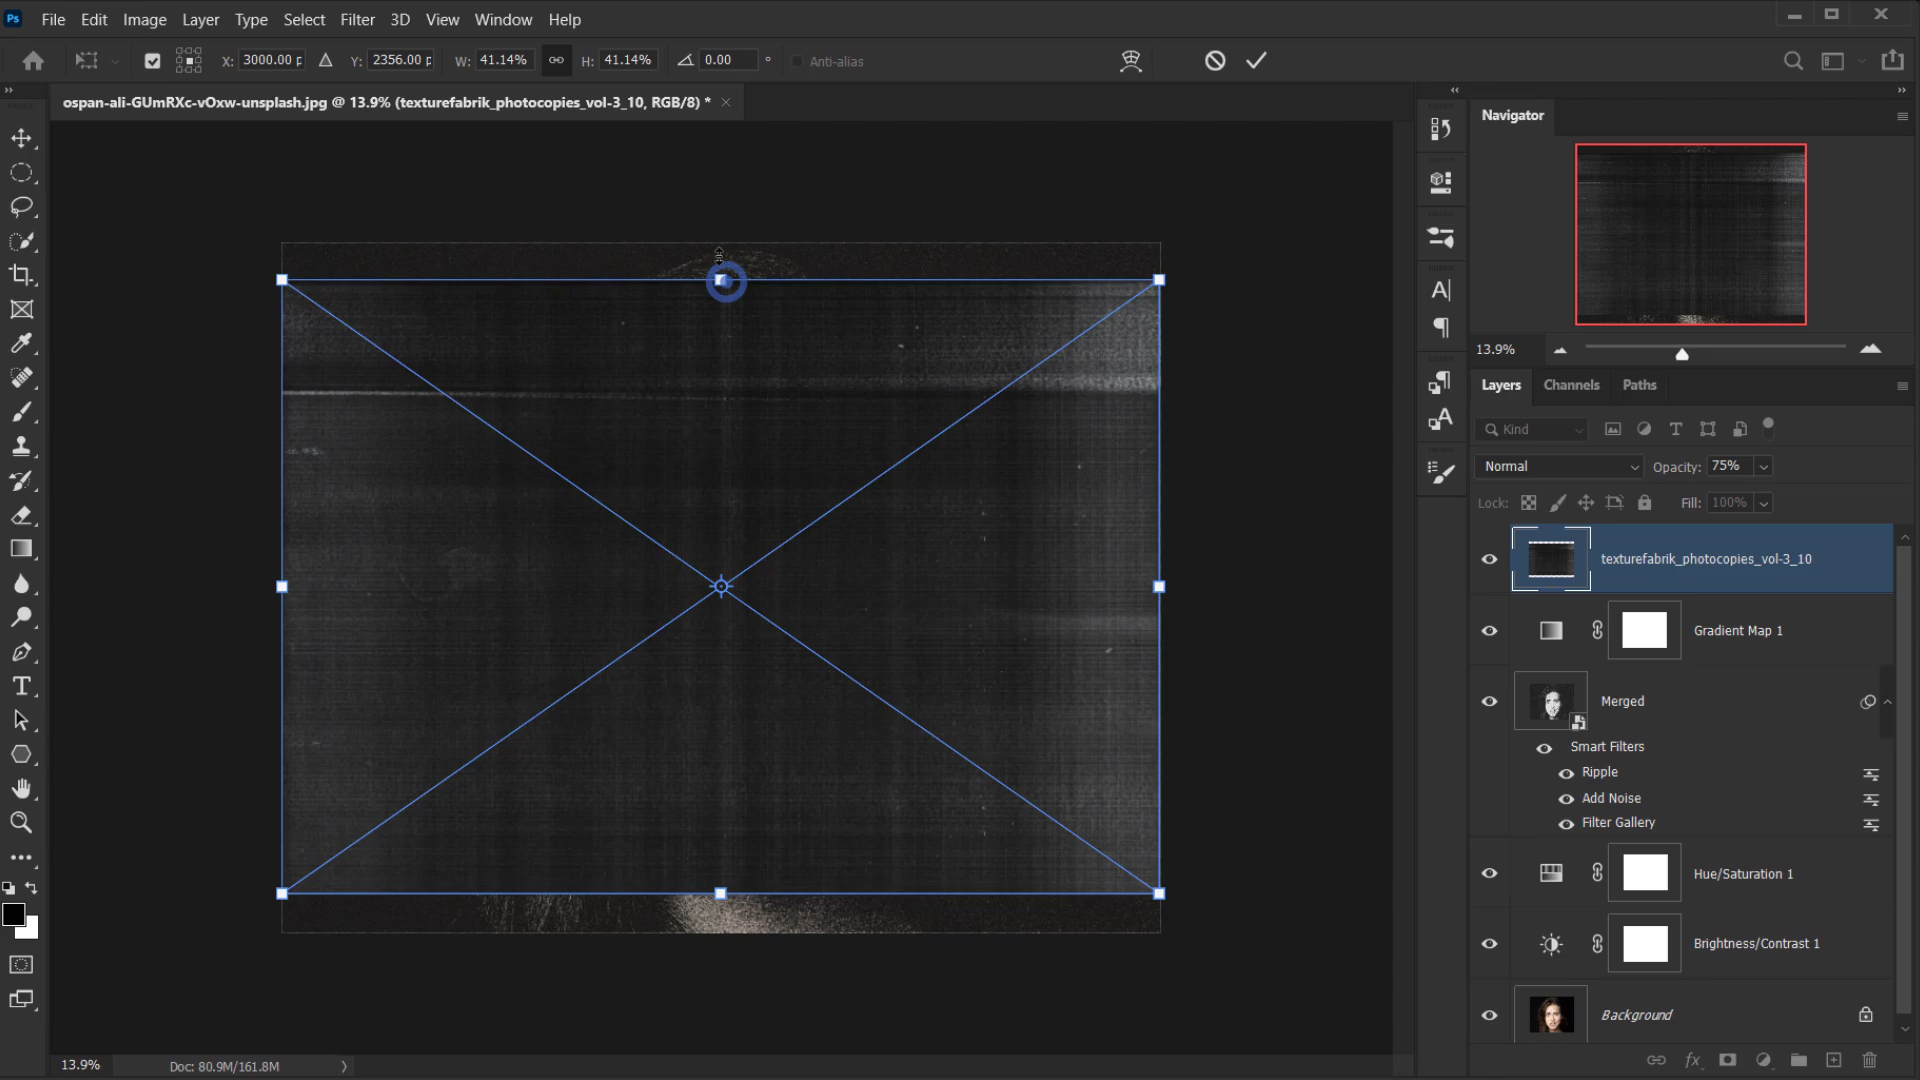 Ps File Edit Image Layer Type Select Filter 3D View Window Help
X: 3000.00 p Y: 2356.00 p W: 41.14% H: 41.14% 0.00 ° Anti-alias
ospan-ali-GUmRXc-vOxw-unsplash.jpg @ 13.9% (texturefabrik_photocopies_vol-3_10, RGB/8) * ×
Navigator
13.9%
Layers Channels Paths
Kind
Normal Opacity: 75%
Lock: Fill: 100%
texturefabrik_photocopies_vol-3_10
Gradient Map 1
Merged
Smart Filters
Ripple
Add Noise
Filter Gallery
Hue/Saturation 1
Brightness/Contrast 1
Background
13.9% Doc: 80.9M/161.8M